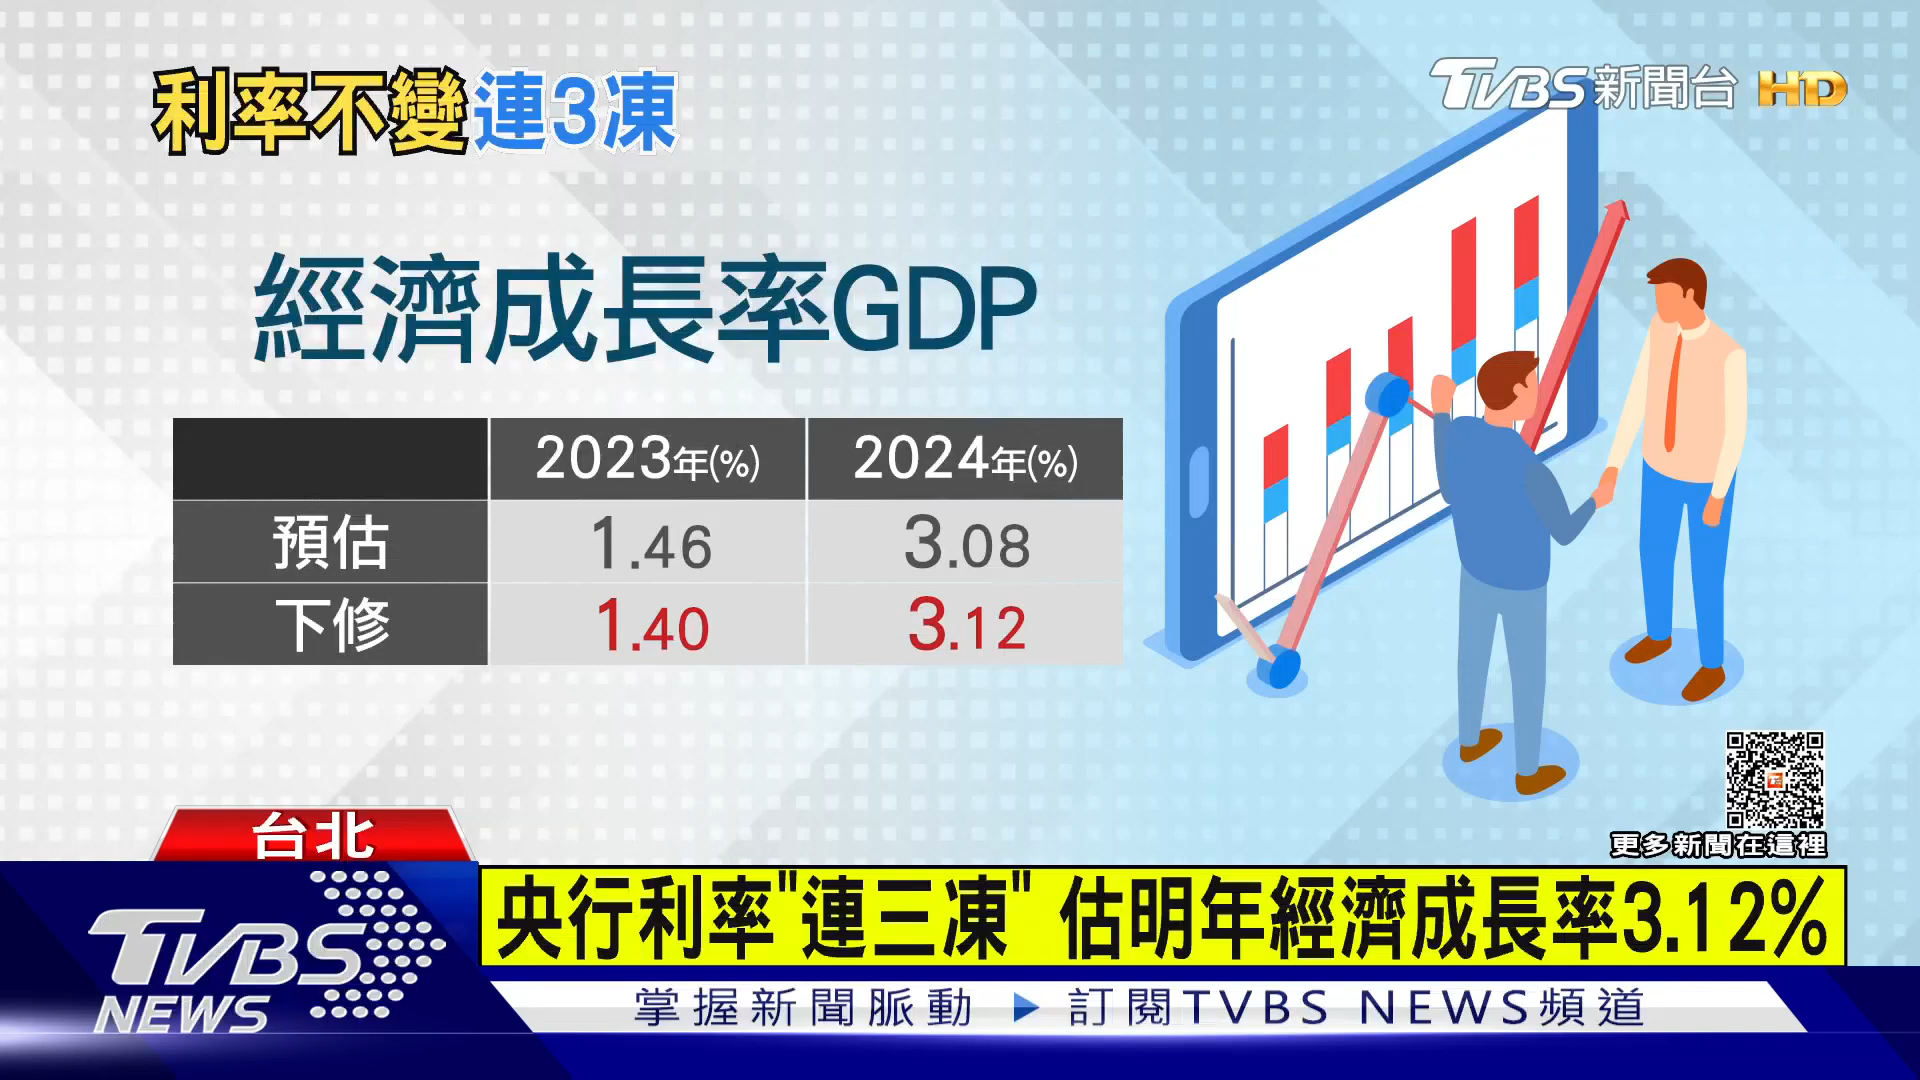 利率不變連3凍
TVBS新聞台 HD
經濟成長率GDP
2023年(%) 2024年(%)
預估 1.46 3.08
下修 1.40 3.12
更多新聞在這裡
台北
央行利率"連三凍" 估明年經濟成長率3.12%
TVBS NEWS
掌握新聞脈動 ▶ 訂閱TVBS NEWS頻道